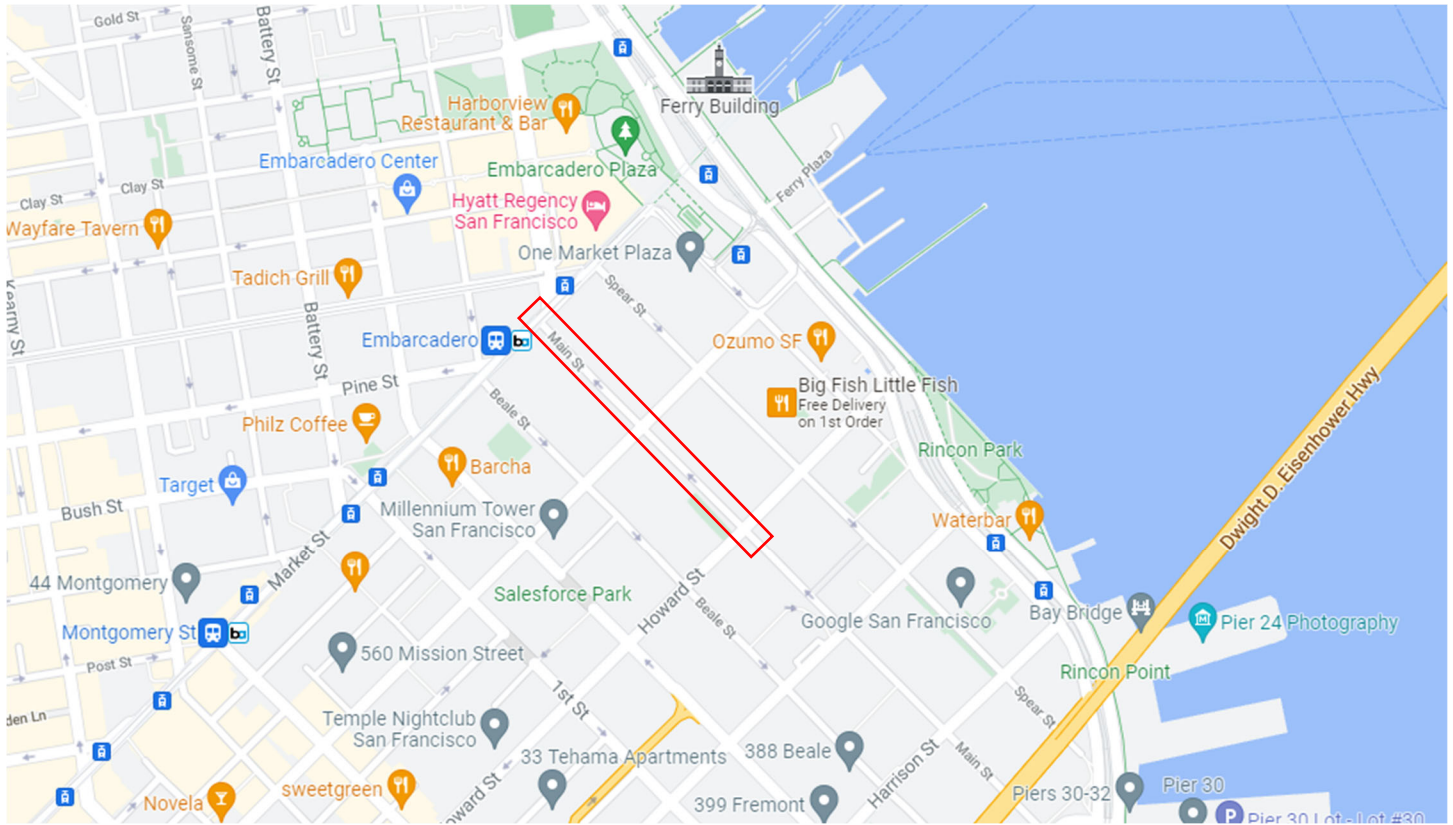 Gold St
Sansome St
Battery St
Harborview
Restaurant & Bar
Ferry Building
Embarcadero Center
Embarcadero Plaza
Ferry Plaza
Clay St
Clay St
Hyatt Regency
San Francisco
Wayfare Tavern
One Market Plaza
Tadich Grill
Kearny St
Battery St
Spear St
Embarcadero
Main St
Ozumo SF
Pine St
Beale St
Big Fish Little Fish
Free Delivery
on 1st Order
Dwight D. Eisenhower Hwy
Philz Coffee
Rincon Park
Barcha
Target
Bush St
Millennium Tower
San Francisco
Waterbar
Market St
44 Montgomery
Salesforce Park
Howard St
Beale St
Google San Francisco
Bay Bridge
Pier 24 Photography
Montgomery St
560 Mission Street
Post St
Rincon Point
1st St
Spear St
den Ln
Temple Nightclub
San Francisco
33 Tehama Apartments
388 Beale
Harrison St
Main St
Novela
sweetgreen
oward St
399 Fremont
Piers 30-32
Pier 30
Pier 30 Lot - Lot #30